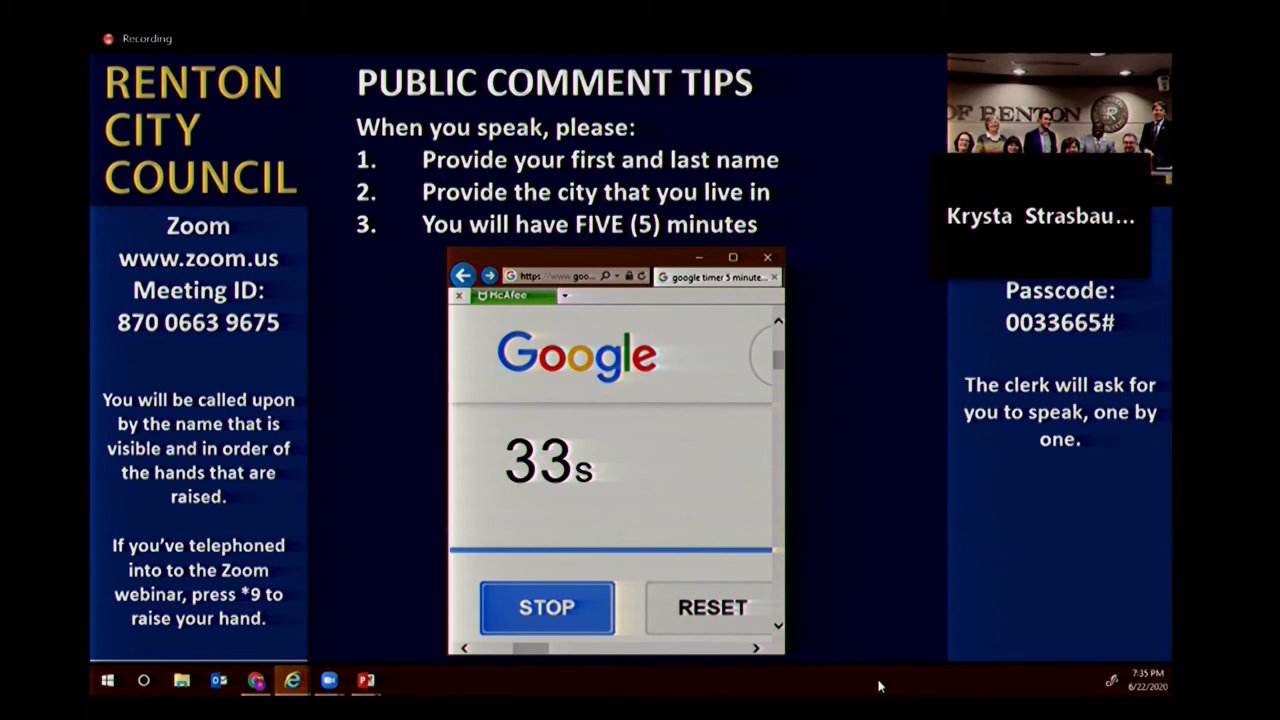 Recording
RENTON
CITY
COUNCIL
Zoom
www.zoom.us
Meeting ID:
870 0663 9675
You will be called upon
by the name that is
visible and in order of
the hands that are
raised.
If you’ve telephoned
into to the Zoom
webinar, press *9 to
raise your hand.
PUBLIC COMMENT TIPS
When you speak, please:
1. Provide your first and last name
2. Provide the city that you live in
3. You will have FIVE (5) minutes
https://www.goo...
google timer 5 minute...
McAfee
Google
33s
STOP
RESET
OF RENTON
R
Krysta Strasbau...
Passcode:
0033665#
The clerk will ask for
you to speak, one by
one.
7:35 PM
6/22/2020